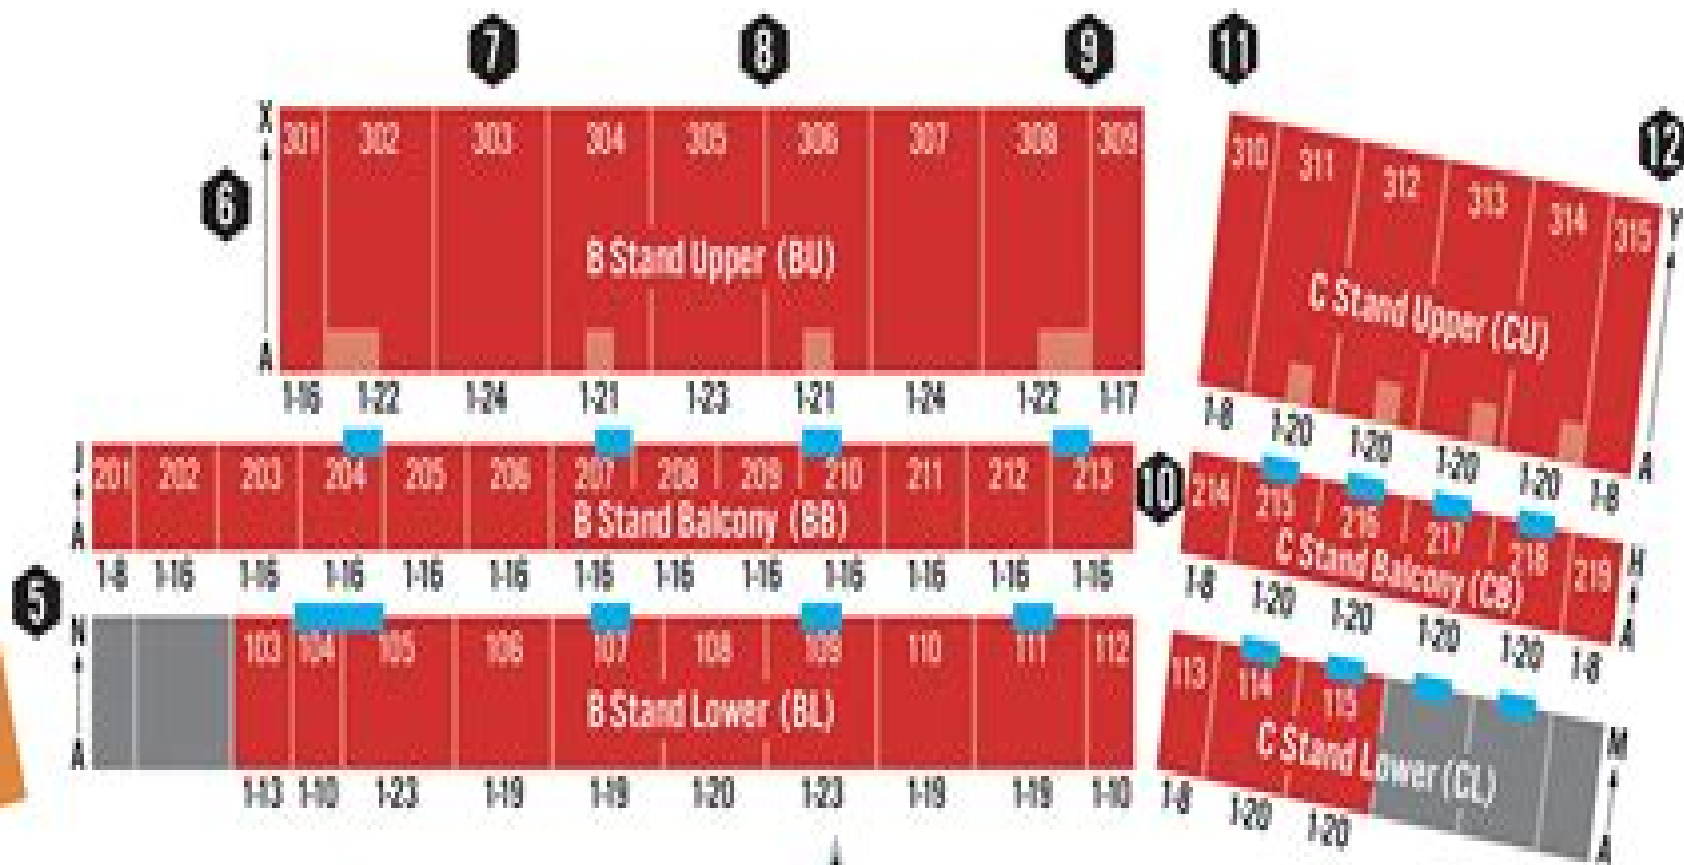 7 8 9 11
12
6
X
A
301 302 303 304 305 306 307 308 309
B Stand Upper (BU)
1-16 1-22 1-24 1-21 1-23 1-21 1-24 1-22 1-17
310 311 312 313 314 315
C Stand Upper (CU)
Y
A
1-8 1-20 1-20 1-20 1-20 1-8
J
A
201 202 203 204 205 206 207 208 209 210 211 212 213
B Stand Balcony (BB)
1-8 1-16 1-16 1-16 1-16 1-16 1-16 1-16 1-16 1-16 1-16 1-16 1-16
10
214 215 216 217 218 219
C Stand Balcony (CB)
H
A
1-8 1-20 1-20 1-20 1-20 1-8
5
N
A
103 104 105 106 107 108 109 110 111 112
B Stand Lower (BL)
1-13 1-10 1-23 1-19 1-19 1-20 1-23 1-19 1-19 1-10
113 114 115
C Stand Lower (CL)
M
A
1-8 1-20 1-20